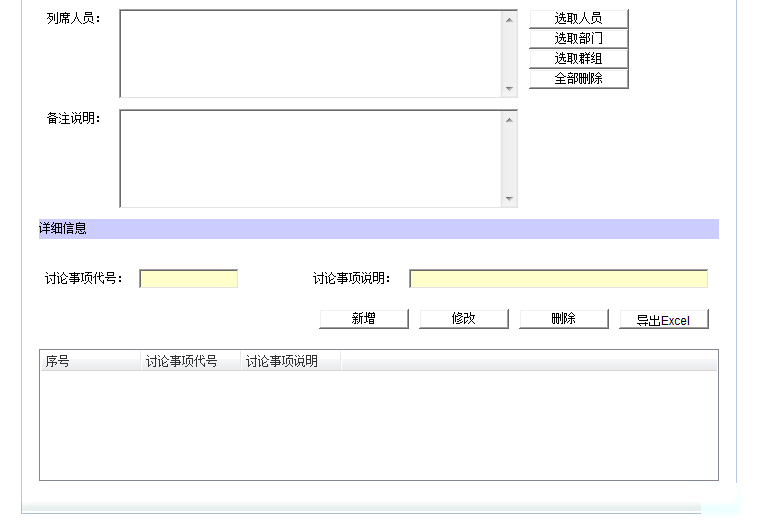 列席人员：
选取人员
选取部门
选取群组
全部删除
备注说明：
详细信息
讨论事项代号： 讨论事项说明：
新增 修改 删除 导出Excel
序号 讨论事项代号 讨论事项说明